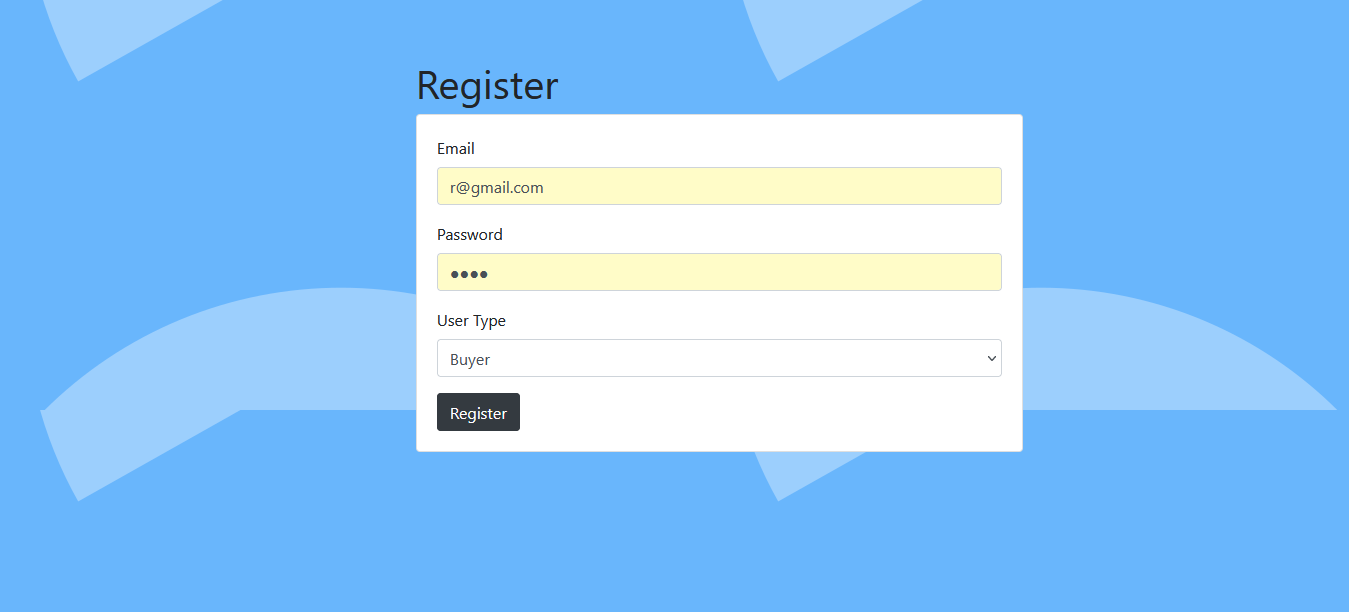 Register
Email
r@gmail.com
Password
●●●●
User Type
Buyer
Register